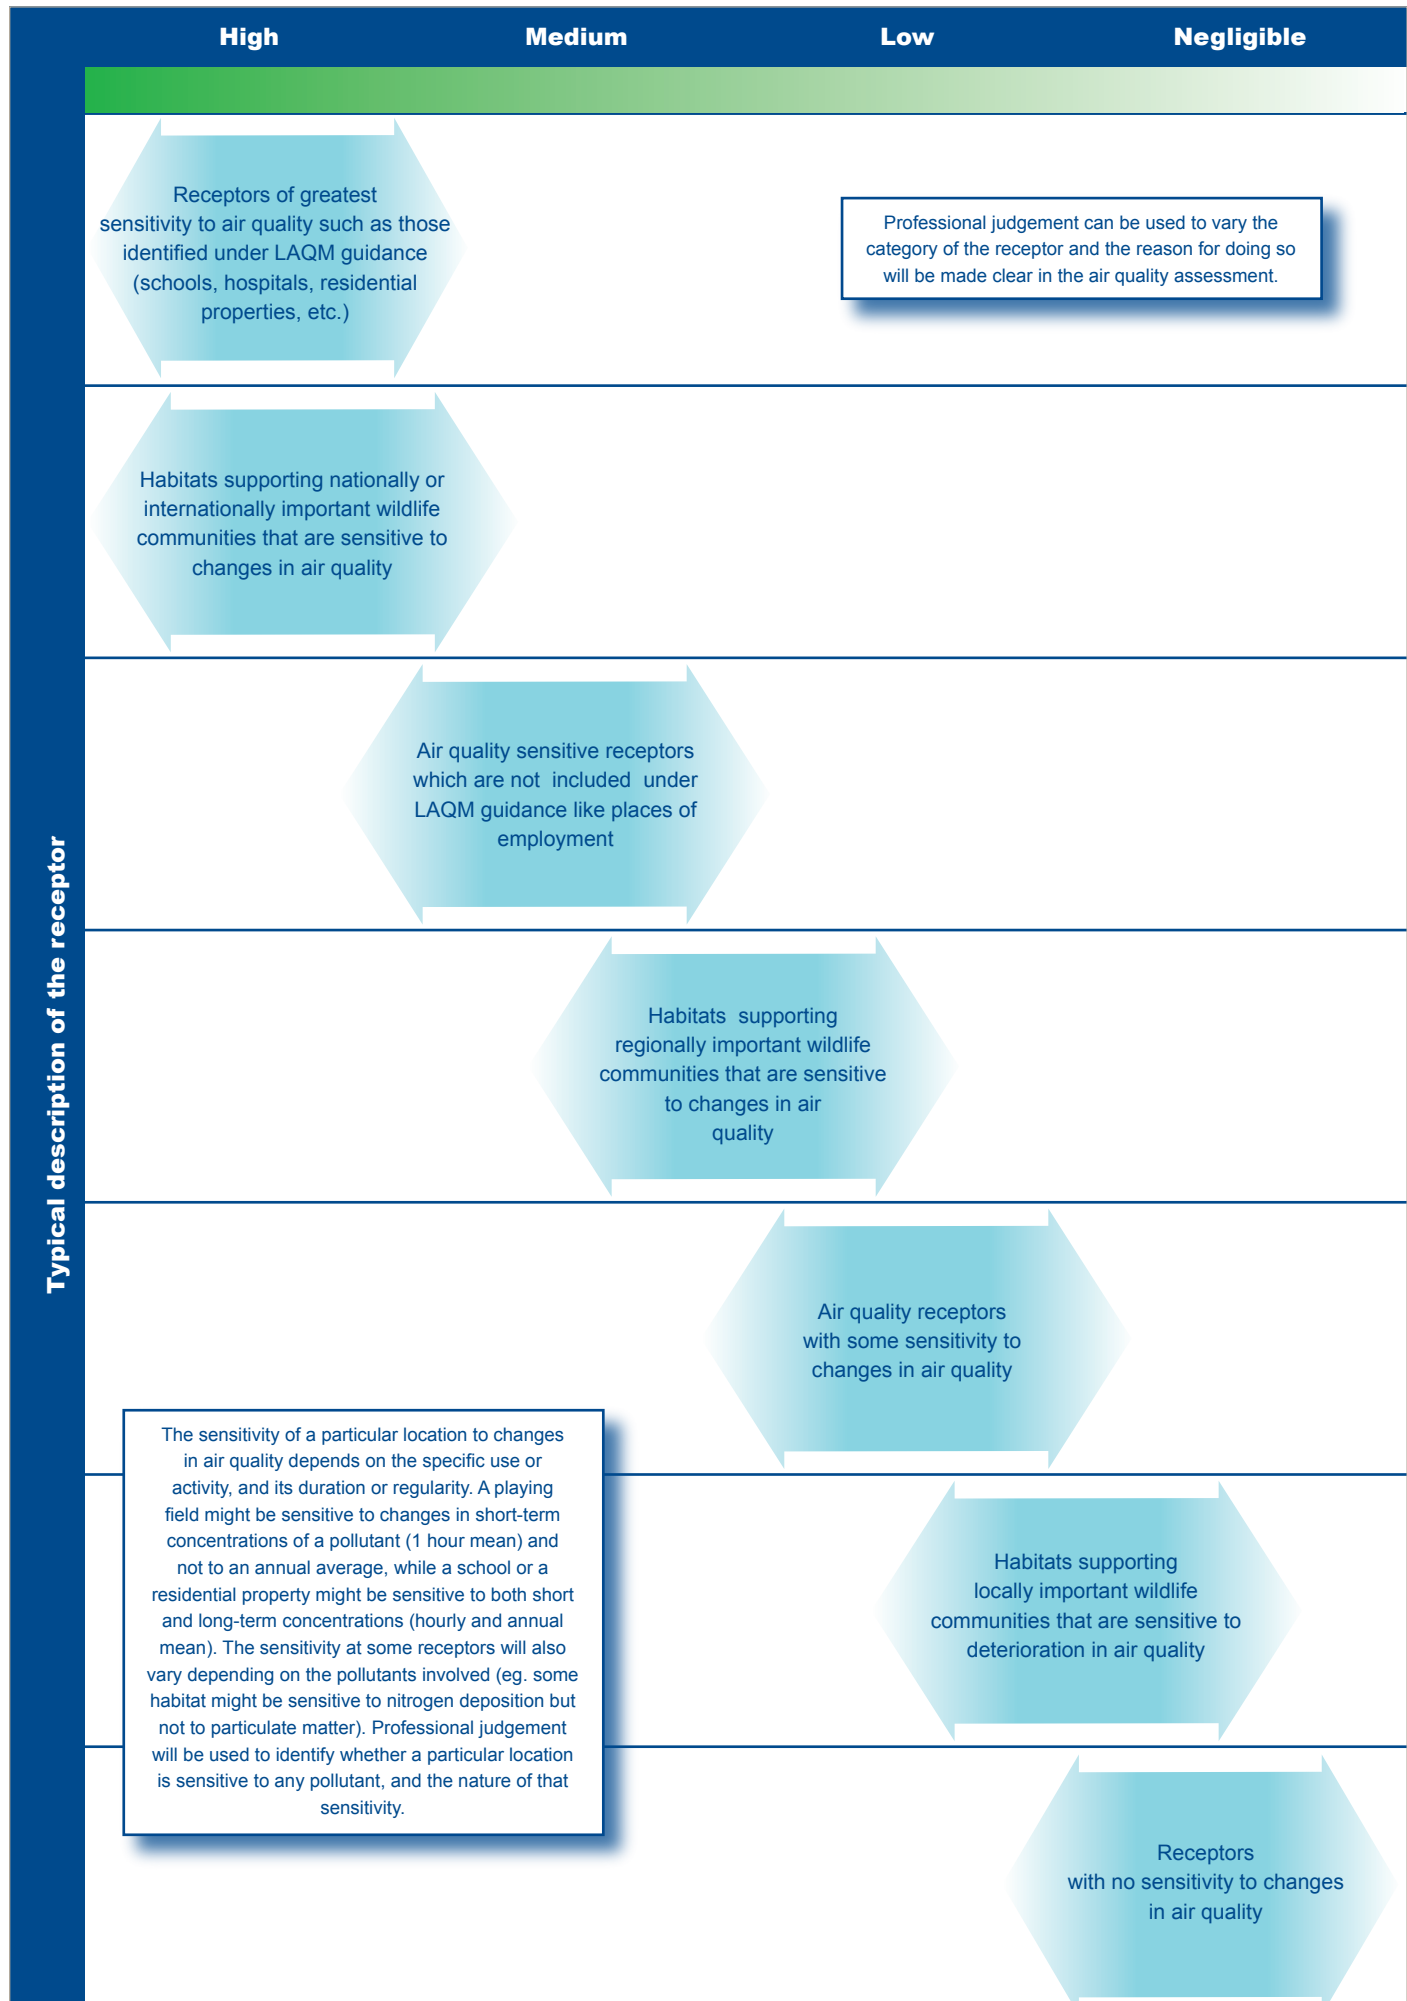 High Medium Low Negligible
Typical description of the receptor
Receptors of greatest
sensitivity to air quality such as those
identified under LAQM guidance
(schools, hospitals, residential
properties, etc.)
Professional judgement can be used to vary the
category of the receptor and the reason for doing so
will be made clear in the air quality assessment.
Habitats supporting nationally or
internationally important wildlife
communities that are sensitive to
changes in air quality
Air quality sensitive receptors
which are not included under
LAQM guidance like places of
employment
Habitats supporting
regionally important wildlife
communities that are sensitive
to changes in air
quality
Air quality receptors
with some sensitivity to
changes in air quality
The sensitivity of a particular location to changes
in air quality depends on the specific use or
activity, and its duration or regularity. A playing
field might be sensitive to changes in short-term
concentrations of a pollutant (1 hour mean) and
not to an annual average, while a school or a
residential property might be sensitive to both short
and long-term concentrations (hourly and annual
mean). The sensitivity at some receptors will also
vary depending on the pollutants involved (eg. some
habitat might be sensitive to nitrogen deposition but
not to particulate matter). Professional judgement
will be used to identify whether a particular location
is sensitive to any pollutant, and the nature of that
sensitivity.
Habitats supporting
locally important wildlife
communities that are sensitive to
deterioration in air quality
Receptors
with no sensitivity to changes
in air quality